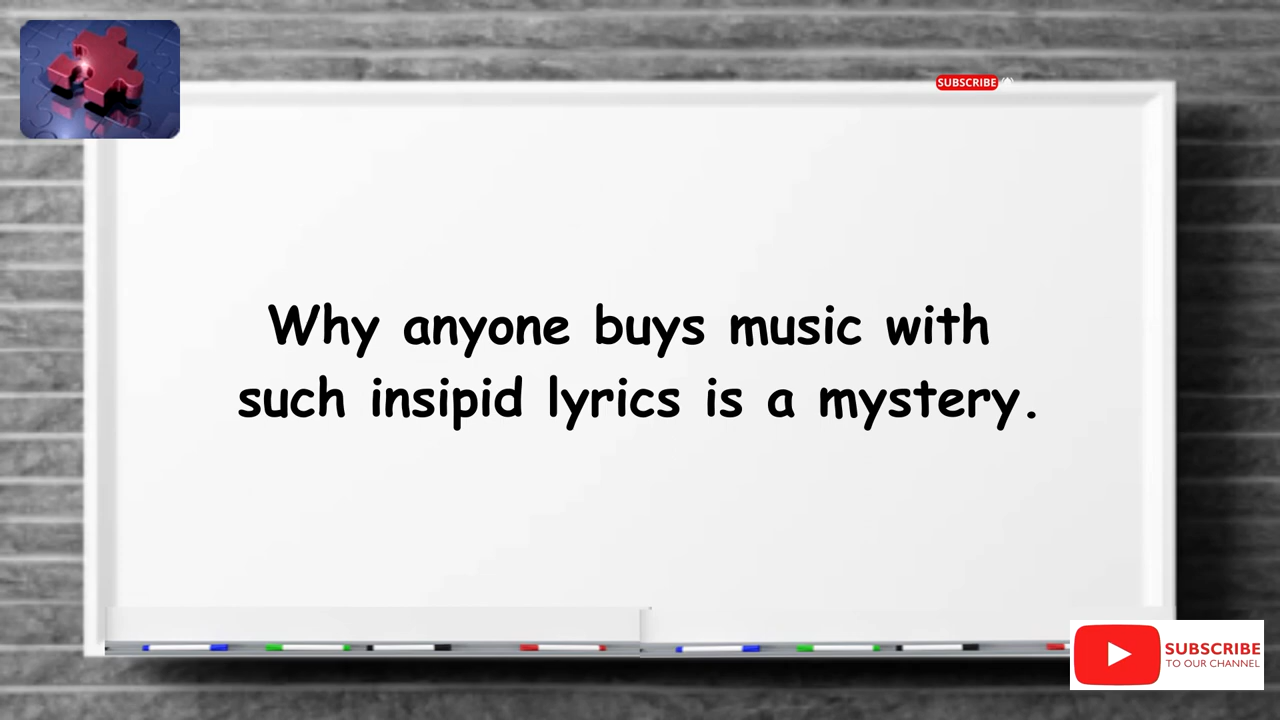 SUBSCRIBE
Why anyone buys music with
such insipid lyrics is a mystery.
SUBSCRIBE
TO OUR CHANNEL